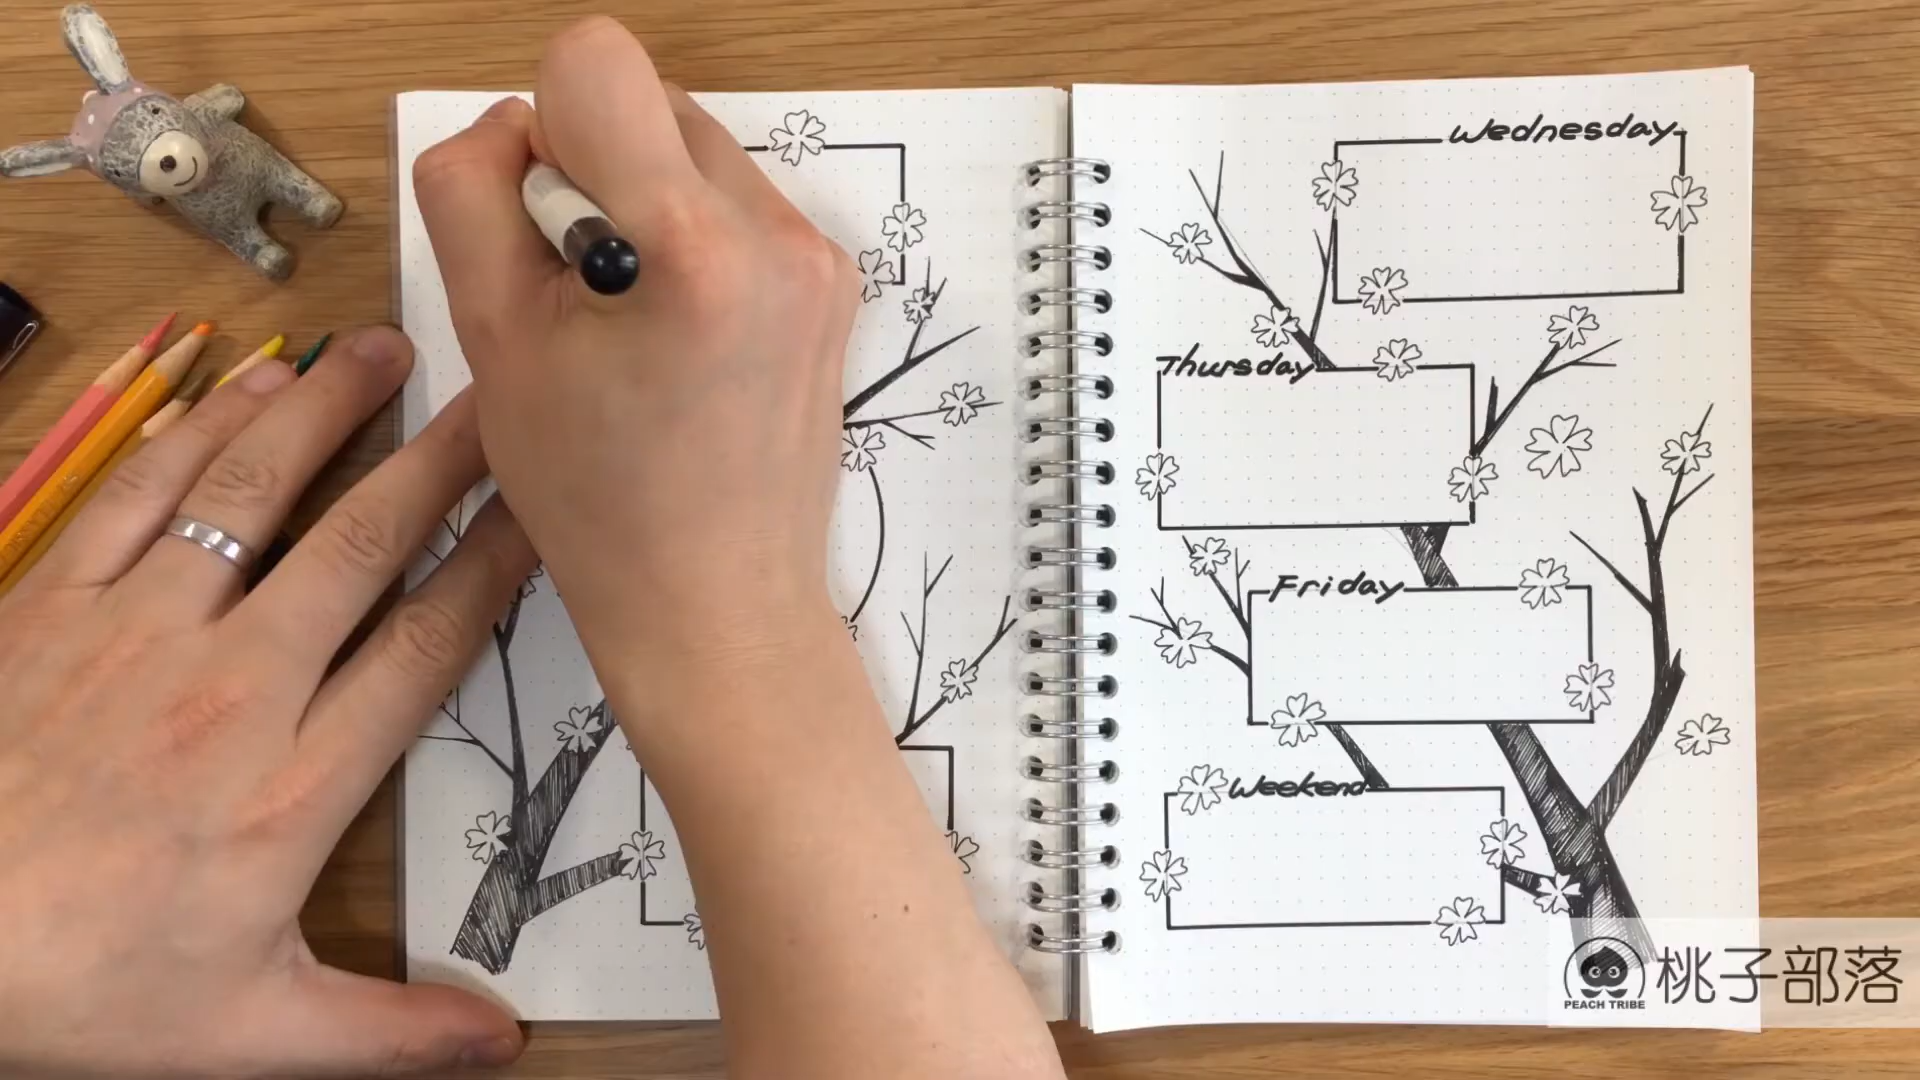 Wednesday
Thursday
Friday
Weekend
桃子部落
PEACH TRIBE